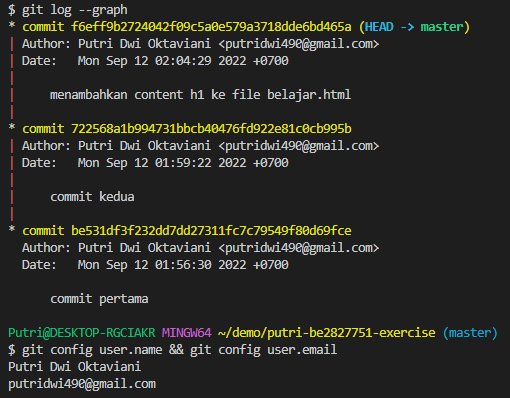 $ git log --graph
* commit f6eff9b2724042f09c5a0e579a3718dde6bd465a (HEAD -> master)
| Author: Putri Dwi Oktaviani <putridwi490@gmail.com>
| Date:   Mon Sep 12 02:04:29 2022 +0700
|
|     menambahkan content h1 ke file belajar.html
|
* commit 722568a1b994731bbcb40476fd922e81c0cb995b
| Author: Putri Dwi Oktaviani <putridwi490@gmail.com>
| Date:   Mon Sep 12 01:59:22 2022 +0700
|
|     commit kedua
|
* commit be531df3f232dd7dd27311fc7c79549f80d69fce
  Author: Putri Dwi Oktaviani <putridwi490@gmail.com>
  Date:   Mon Sep 12 01:56:30 2022 +0700

      commit pertama

Putri@DESKTOP-RGCIAKR MINGW64 ~/demo/putri-be2827751-exercise (master)
$ git config user.name && git config user.email
Putri Dwi Oktaviani
putridwi490@gmail.com